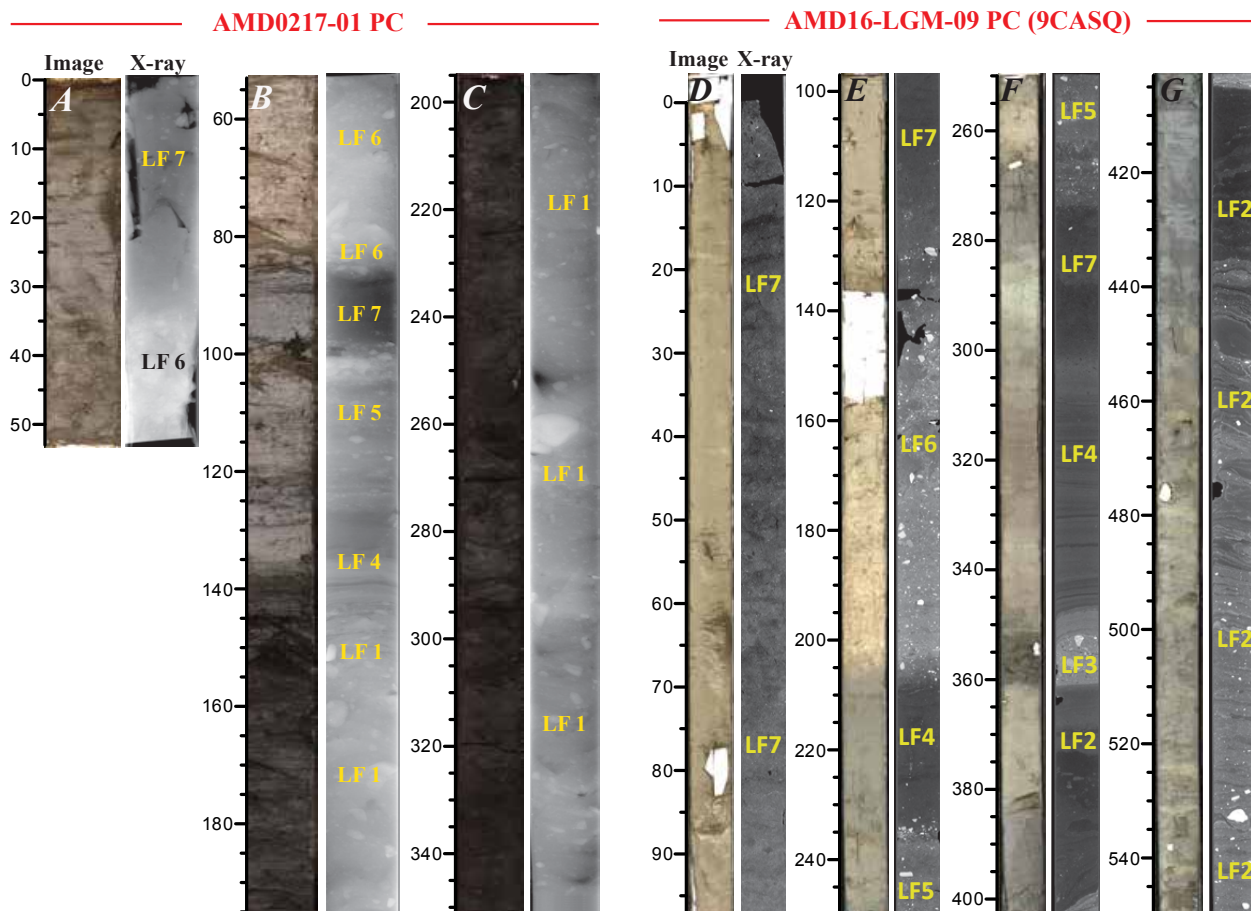 AMD0217-01 PC
AMD16-LGM-09 PC (9CASQ)
Image X-ray
Image X-ray
A
0
10
20
30
40
50
LF 7
LF 6
B
60
80
100
120
140
160
180
LF 6
LF 6
LF 7
LF 5
LF 4
LF 1
LF 1
C
200
220
240
260
280
300
320
340
LF 1
LF 1
LF 1
D
0
10
20
30
40
50
60
70
80
90
LF7
LF7
E
100
120
140
160
187
200
220
240
LF7
LF6
LF4
LF5
F
260
280
300
320
340
360
380
400
LF5
LF7
LF4
LF3
LF2
G
420
440
460
480
500
520
540
LF2
LF2
LF2
LF2